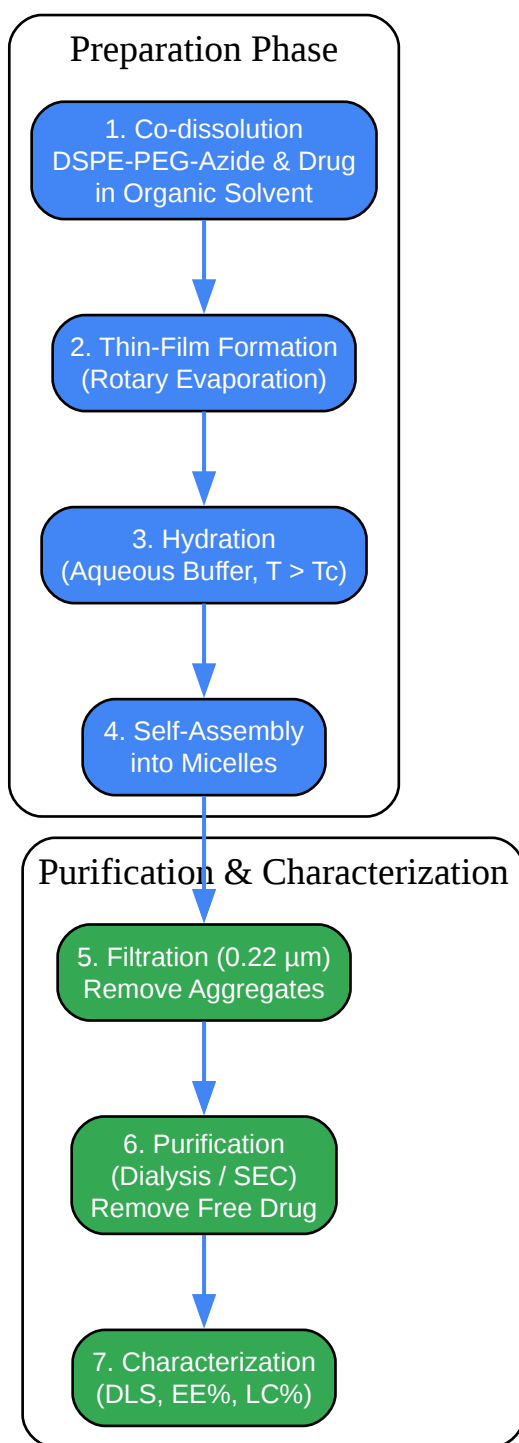 Preparation Phase
1. Co-dissolution
DSPE-PEG-Azide & Drug
in Organic Solvent
2. Thin-Film Formation
(Rotary Evaporation)
3. Hydration
(Aqueous Buffer, T > Tc)
4. Self-Assembly
into Micelles
Purification & Characterization
5. Filtration (0.22 µm)
Remove Aggregates
6. Purification
(Dialysis / SEC)
Remove Free Drug
7. Characterization
(DLS, EE%, LC%)